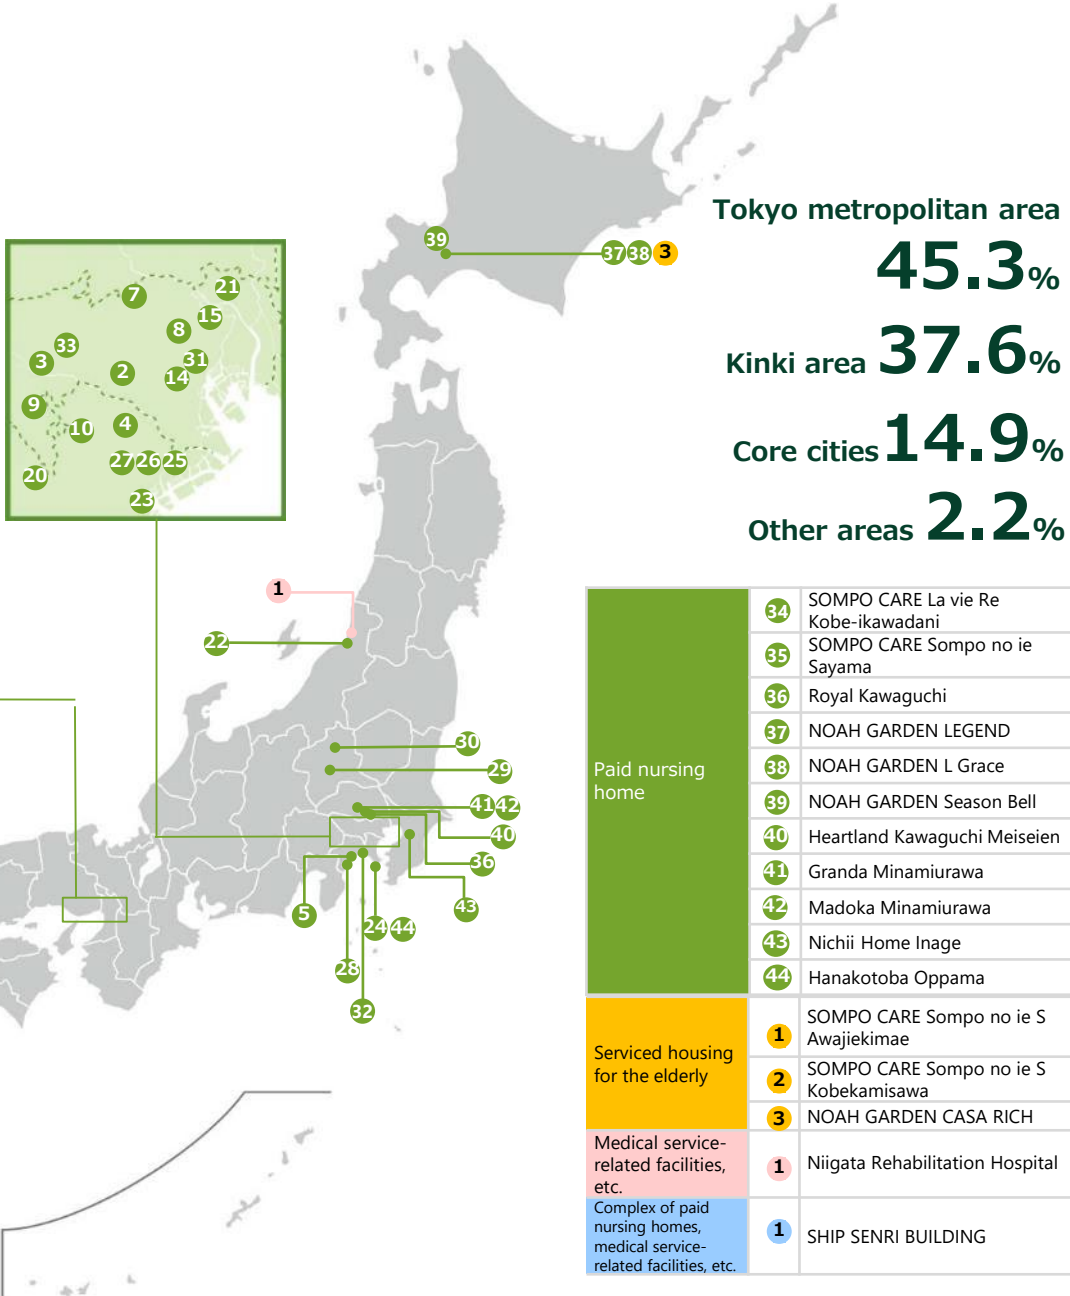 Tokyo metropolitan area
45.3%
Kinki area 37.6%
Core cities 14.9%
Other areas 2.2%
39
37 38 3
7
21
15
8
33
31
3
2
14
9
10
4
27 26 25
20
23
1
22
30
29
41 42
40
36
43
5
24 44
28
32
Paid nursing
home
34 SOMPO CARE La vie Re
Kobe-ikawadani
35 SOMPO CARE Sompo no ie
Sayama
36 Royal Kawaguchi
37 NOAH GARDEN LEGEND
38 NOAH GARDEN L Grace
39 NOAH GARDEN Season Bell
40 Heartland Kawaguchi Meiseien
41 Granda Minamiurawa
42 Madoka Minamiurawa
43 Nichii Home Inage
44 Hanakotoba Oppama
Serviced housing
for the elderly
1 SOMPO CARE Sompo no ie S
Awajiekimae
2 SOMPO CARE Sompo no ie S
Kobekamisawa
3 NOAH GARDEN CASA RICH
Medical service-
related facilities,
etc.
1 Niigata Rehabilitation Hospital
Complex of paid
nursing homes,
medical service-
related facilities, etc.
1 SHIP SENRI BUILDING